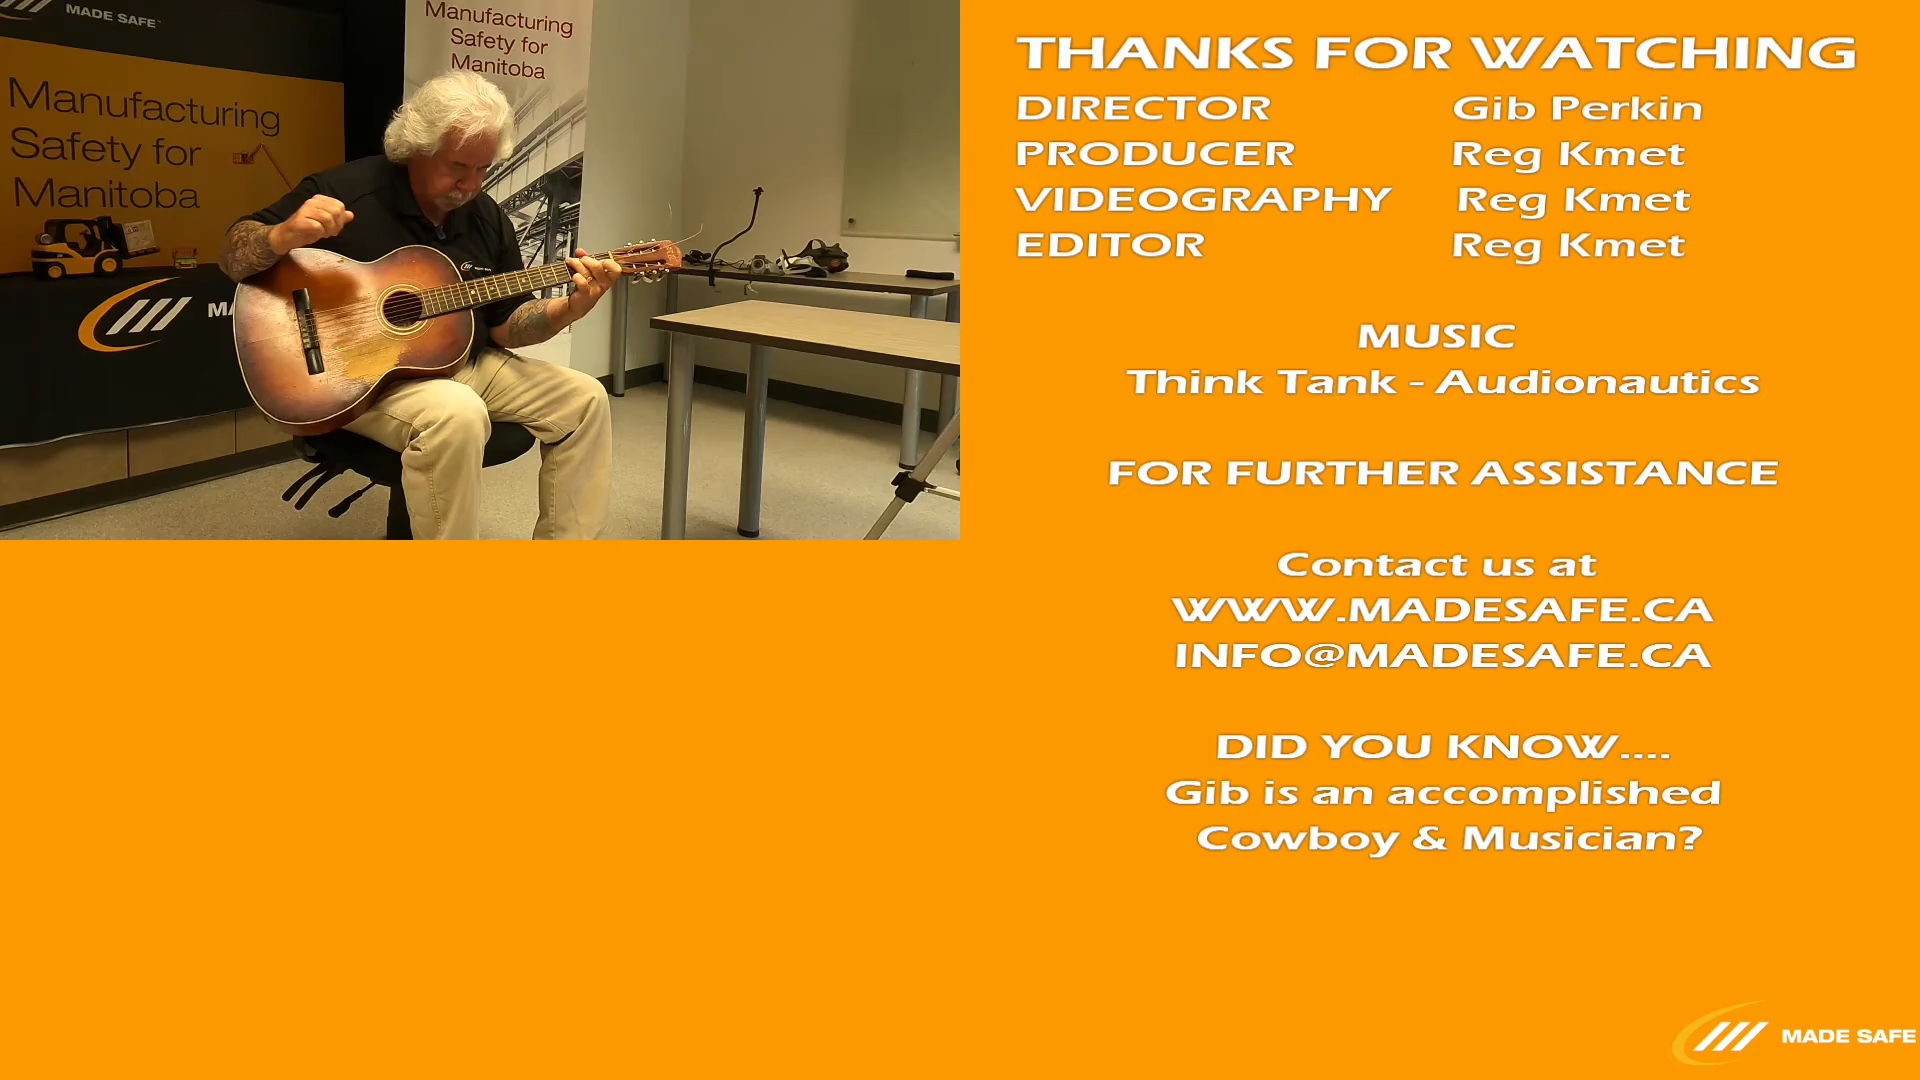 MADE SAFE
Manufacturing
Safety for
Manitoba
Manufacturing
Safety for
Manitoba
THANKS FOR WATCHING
DIRECTOR Gib Perkin
PRODUCER Reg Kmet
VIDEOGRAPHY Reg Kmet
EDITOR Reg Kmet
MUSIC
Think Tank - Audionautics
FOR FURTHER ASSISTANCE
Contact us at
WWW.MADESAFE.CA
INFO@MADESAFE.CA
DID YOU KNOW....
Gib is an accomplished
Cowboy & Musician?
MADE SAFE